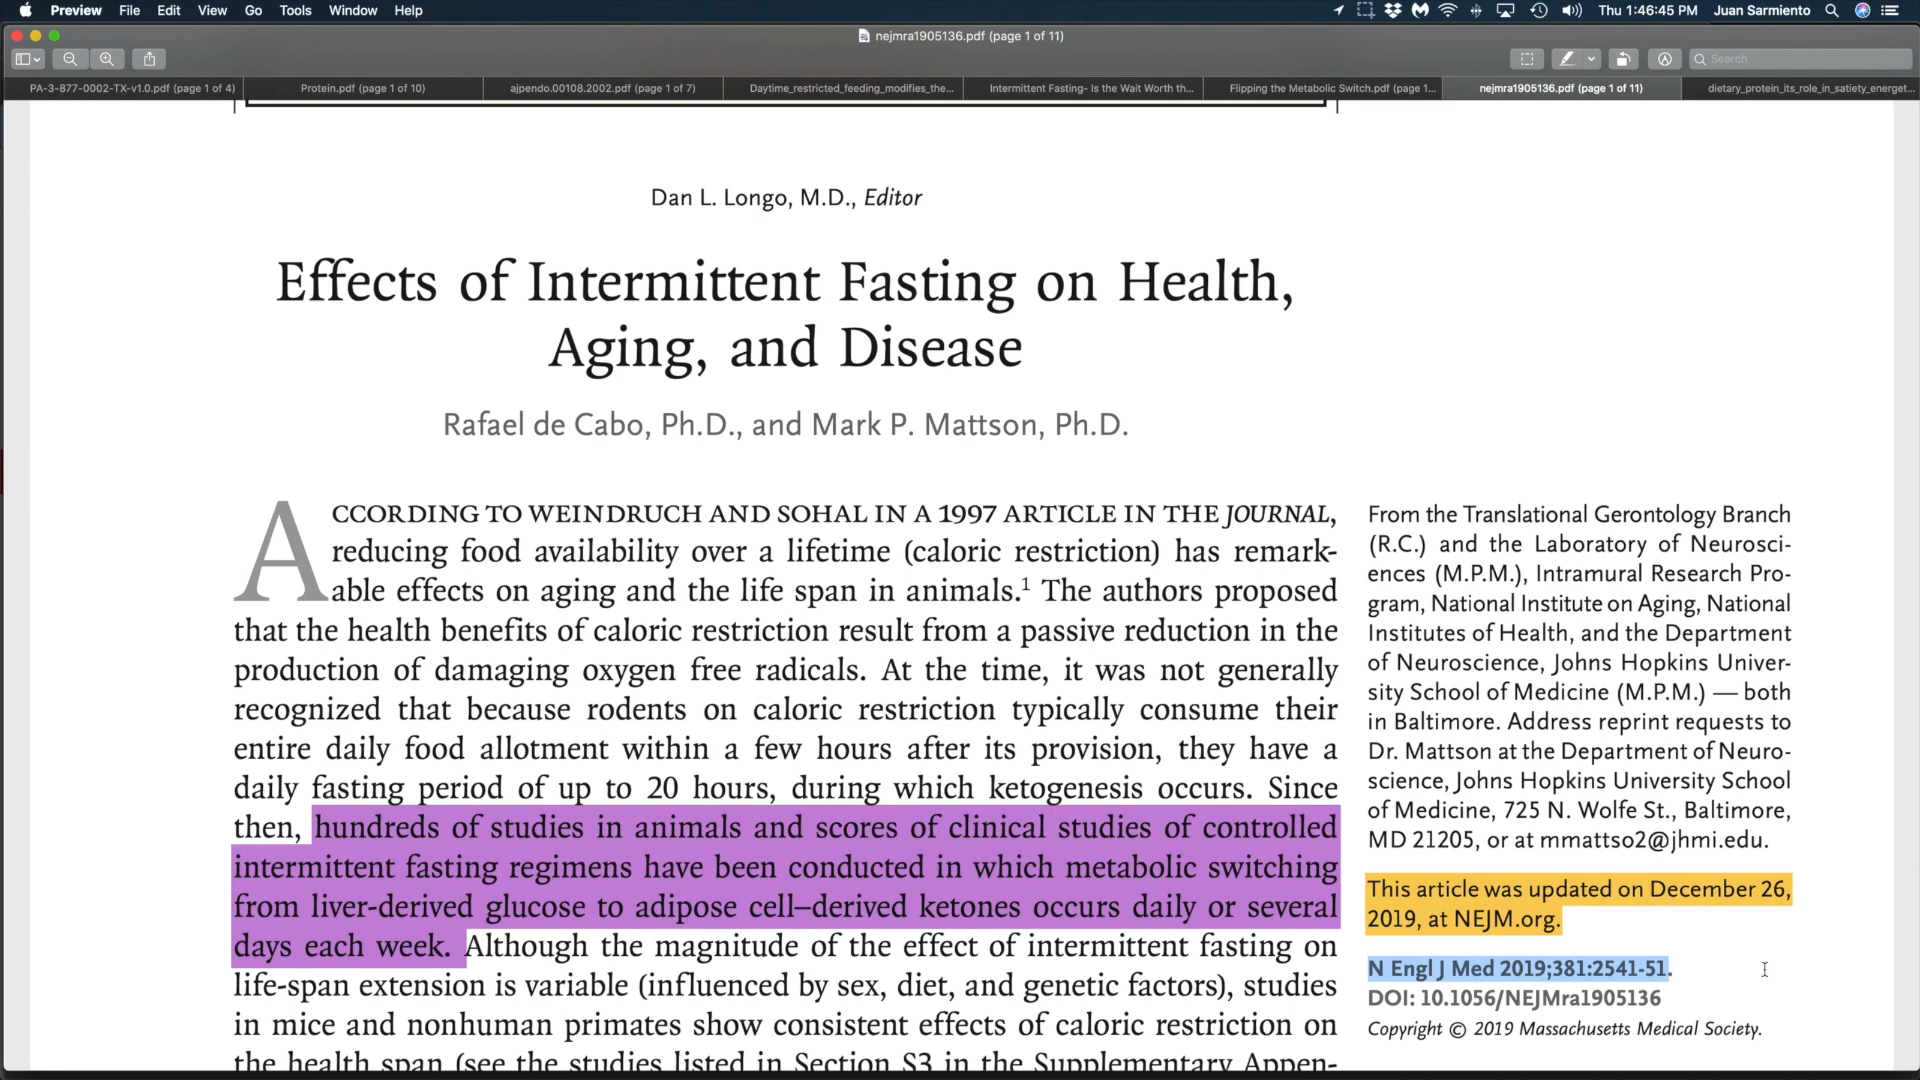 Preview File Edit View Go Tools Window Help Thu 1:46:45 PM Juan Sarmiento
nejmra1905136.pdf (page 1 of 11)
Search
PA-3-877-0002-TX-v1.0.pdf (page 1 of 4) Protein.pdf (page 1 of 10) ajpendo.00108.2002.pdf (page 1 of 7) Daytime_restricted_feeding_modifies_the... Intermittent Fasting- Is the Wait Worth th... Flipping the Metabolic Switch.pdf (page 1... nejmra1905136.pdf (page 1 of 11) dietary_protein_its_role_in_satiety_energet...
Dan L. Longo, M.D., Editor
Effects of Intermittent Fasting on Health,
Aging, and Disease
Rafael de Cabo, Ph.D., and Mark P. Mattson, Ph.D.
ACCORDING TO WEINDRUCH AND SOHAL IN A 1997 ARTICLE IN THE JOURNAL,
reducing food availability over a lifetime (caloric restriction) has remark-
able effects on aging and the life span in animals.¹ The authors proposed
that the health benefits of caloric restriction result from a passive reduction in the
production of damaging oxygen free radicals. At the time, it was not generally
recognized that because rodents on caloric restriction typically consume their
entire daily food allotment within a few hours after its provision, they have a
daily fasting period of up to 20 hours, during which ketogenesis occurs. Since
then, hundreds of studies in animals and scores of clinical studies of controlled
intermittent fasting regimens have been conducted in which metabolic switching
from liver-derived glucose to adipose cell–derived ketones occurs daily or several
days each week. Although the magnitude of the effect of intermittent fasting on
life-span extension is variable (influenced by sex, diet, and genetic factors), studies
in mice and nonhuman primates show consistent effects of caloric restriction on
the health span (see the studies listed in Section S3 in the Supplementary Appen-
From the Translational Gerontology Branch
(R.C.) and the Laboratory of Neurosci-
ences (M.P.M.), Intramural Research Pro-
gram, National Institute on Aging, National
Institutes of Health, and the Department
of Neuroscience, Johns Hopkins Univer-
sity School of Medicine (M.P.M.) — both
in Baltimore. Address reprint requests to
Dr. Mattson at the Department of Neuro-
science, Johns Hopkins University School
of Medicine, 725 N. Wolfe St., Baltimore,
MD 21205, or at mmattso2@jhmi.edu.
This article was updated on December 26,
2019, at NEJM.org.
N Engl J Med 2019;381:2541-51.
DOI: 10.1056/NEJMra1905136
Copyright © 2019 Massachusetts Medical Society.